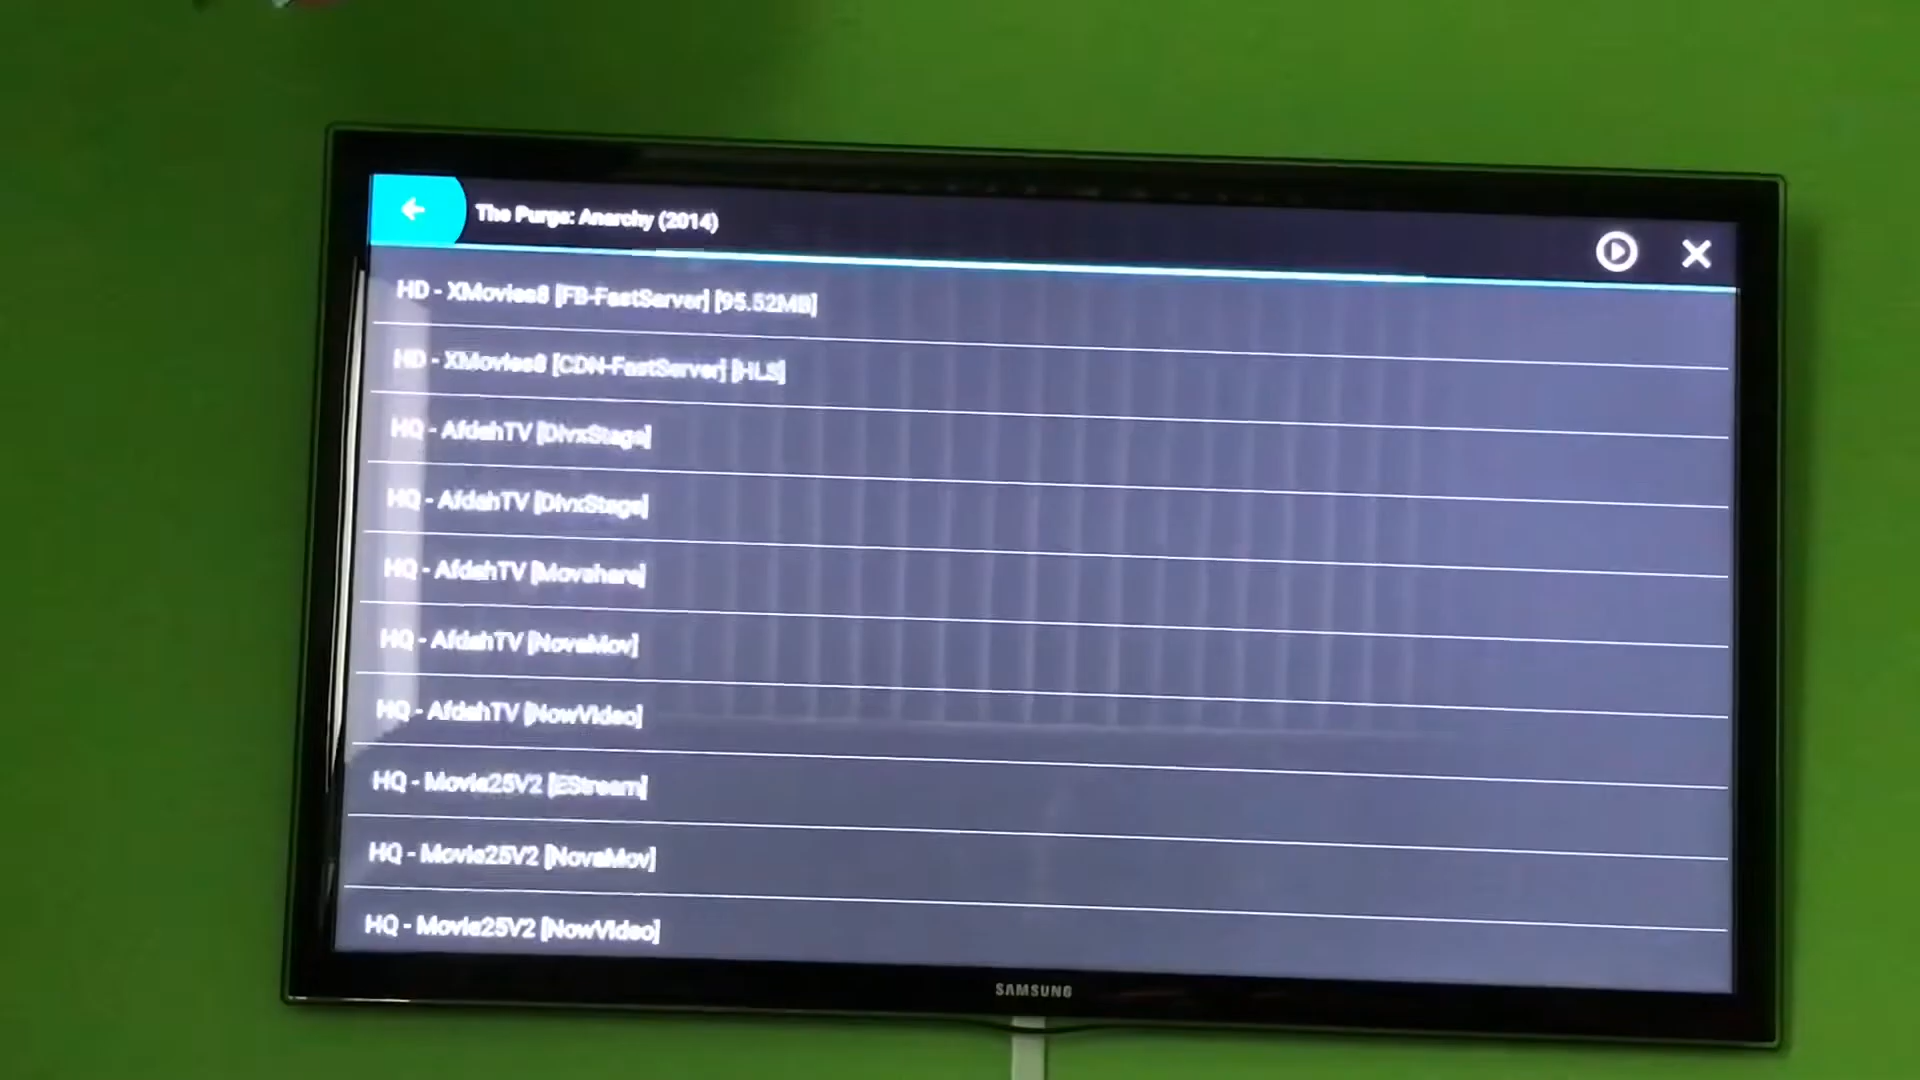 The Purge: Anarchy (2014)
HD - XMovies8 [FB-FastServer] [95.52MB]
HD - XMovies8 [CDN-FastServer] [HLS]
HQ - AfdahTV [DivxStage]
HQ - AfdahTV [DivxStage]
HQ - AfdahTV [Movshare]
HQ - AfdahTV [NovaMov]
HQ - AfdahTV [NowVideo]
HQ - Movie25V2 [EStream]
HQ - Movie25V2 [NovaMov]
HQ - Movie25V2 [NowVideo]
SAMSUNG